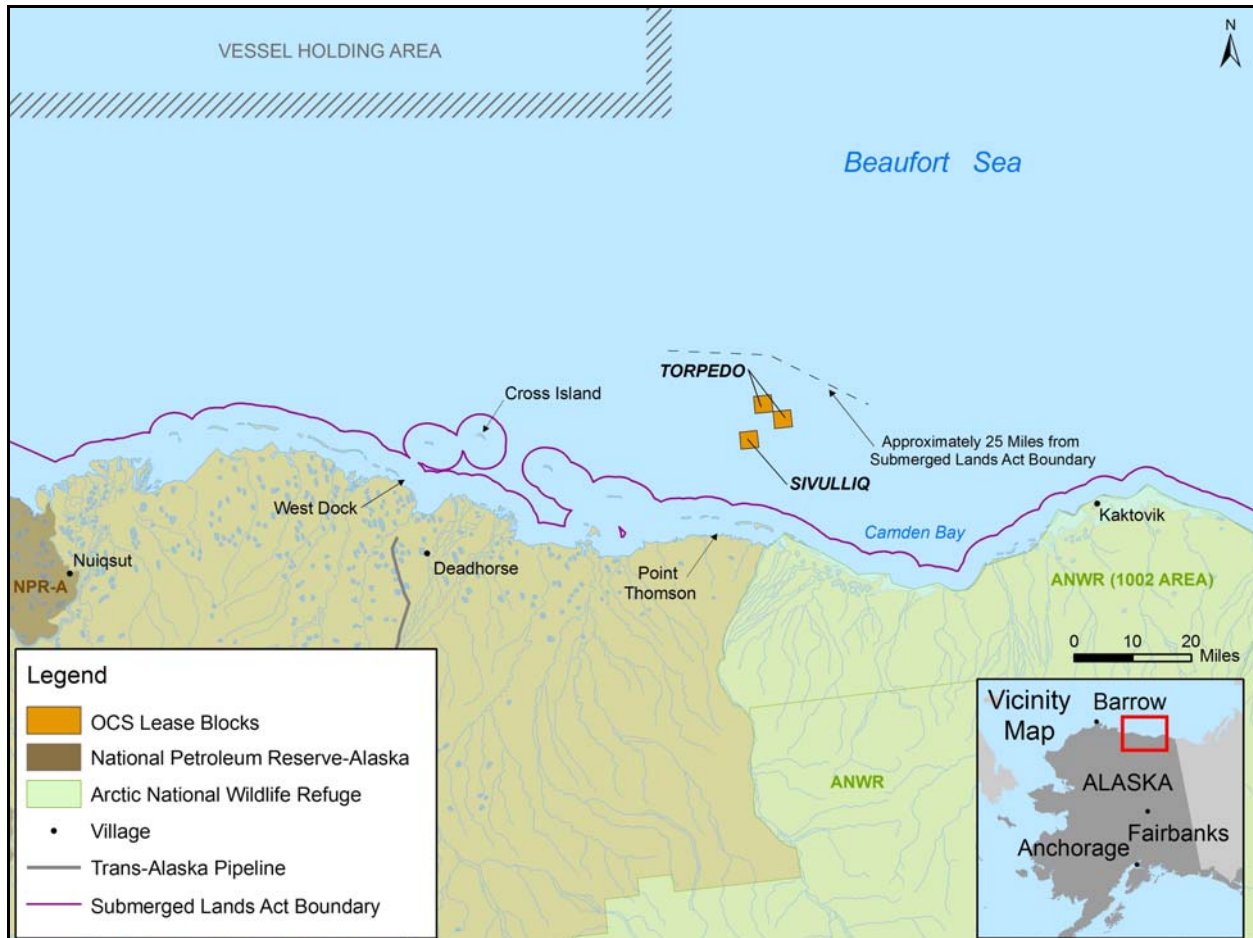 VESSEL HOLDING AREA
N
Beaufort Sea
TORPEDO
Cross Island
Approximately 25 Miles from
Submerged Lands Act Boundary
SIVULLIQ
West Dock
Camden Bay
Kaktovik
Nuiqsut
NPR-A
Deadhorse
Point
Thomson
ANWR (1002 AREA)
0 10 20
Miles
ANWR
Legend
OCS Lease Blocks
National Petroleum Reserve-Alaska
Arctic National Wildlife Refuge
Village
Trans-Alaska Pipeline
Submerged Lands Act Boundary
Vicinity
Map
Barrow
ALASKA
Fairbanks
Anchorage